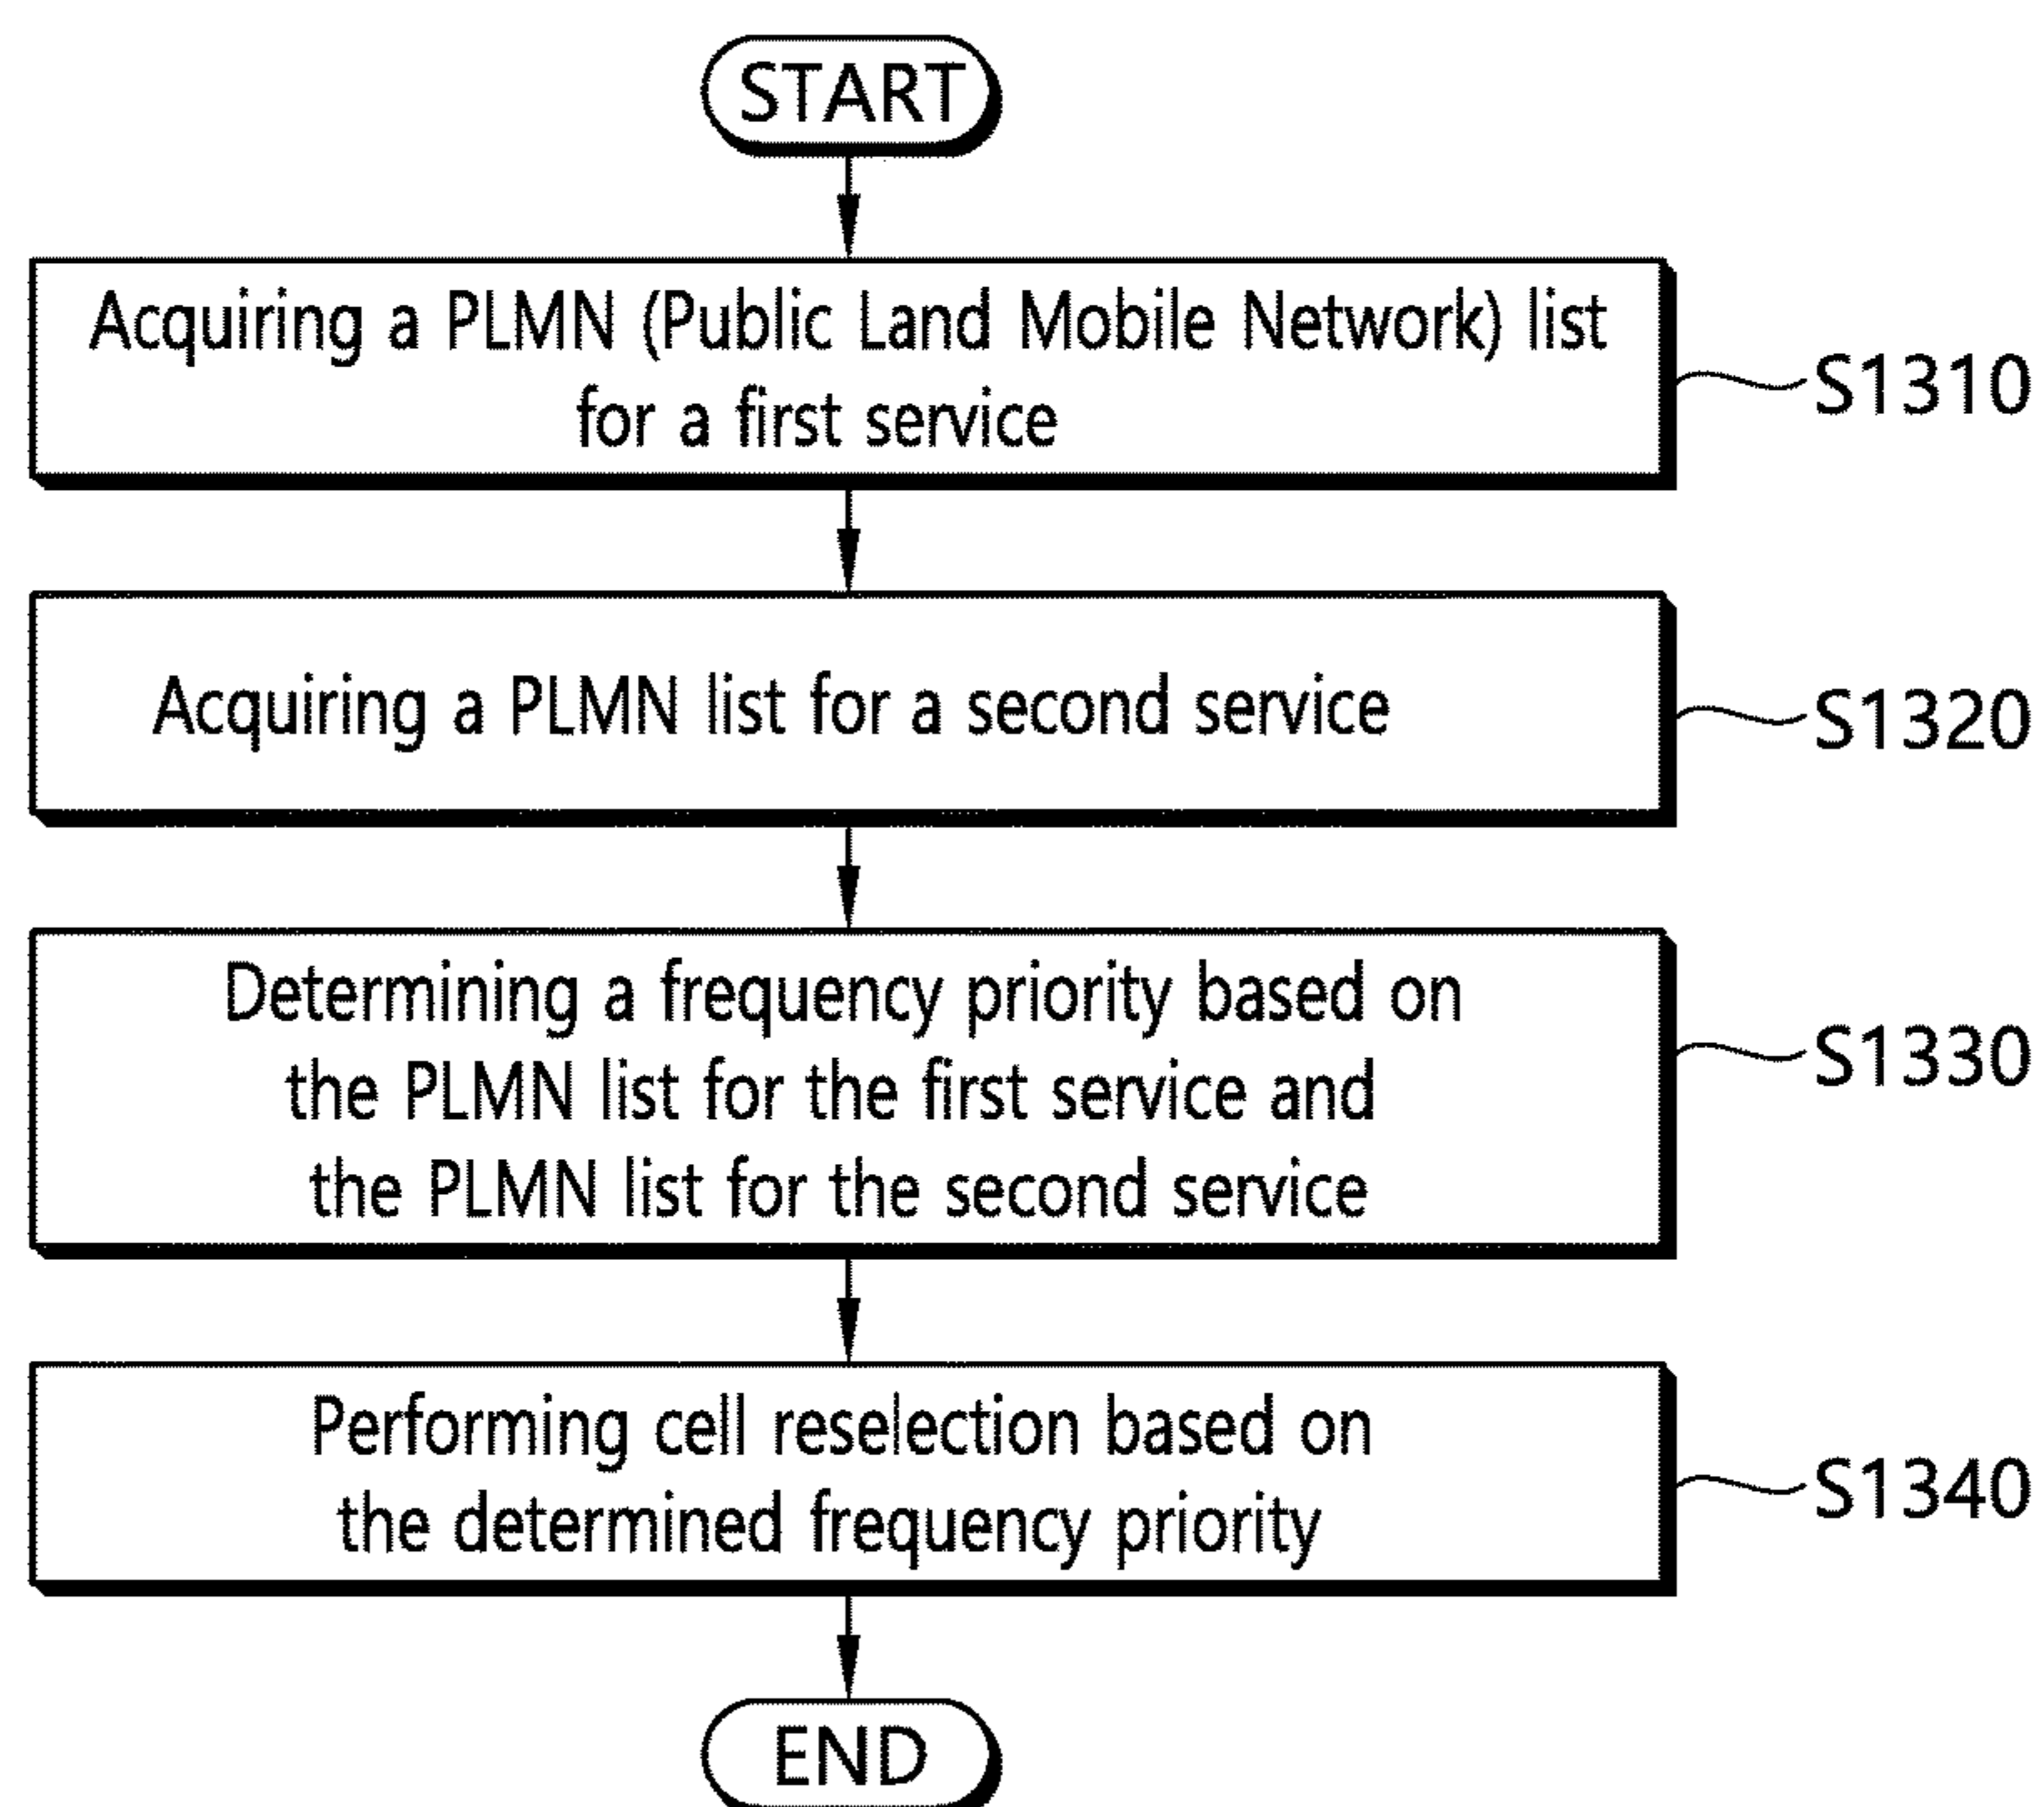 START
Acquiring a PLMN (Public Land Mobile Network) list
for a first service
S1310
Acquiring a PLMN list for a second service
S1320
Determining a frequency priority based on
the PLMN list for the first service and
the PLMN list for the second service
S1330
Performing cell reselection based on
the determined frequency priority
S1340
END